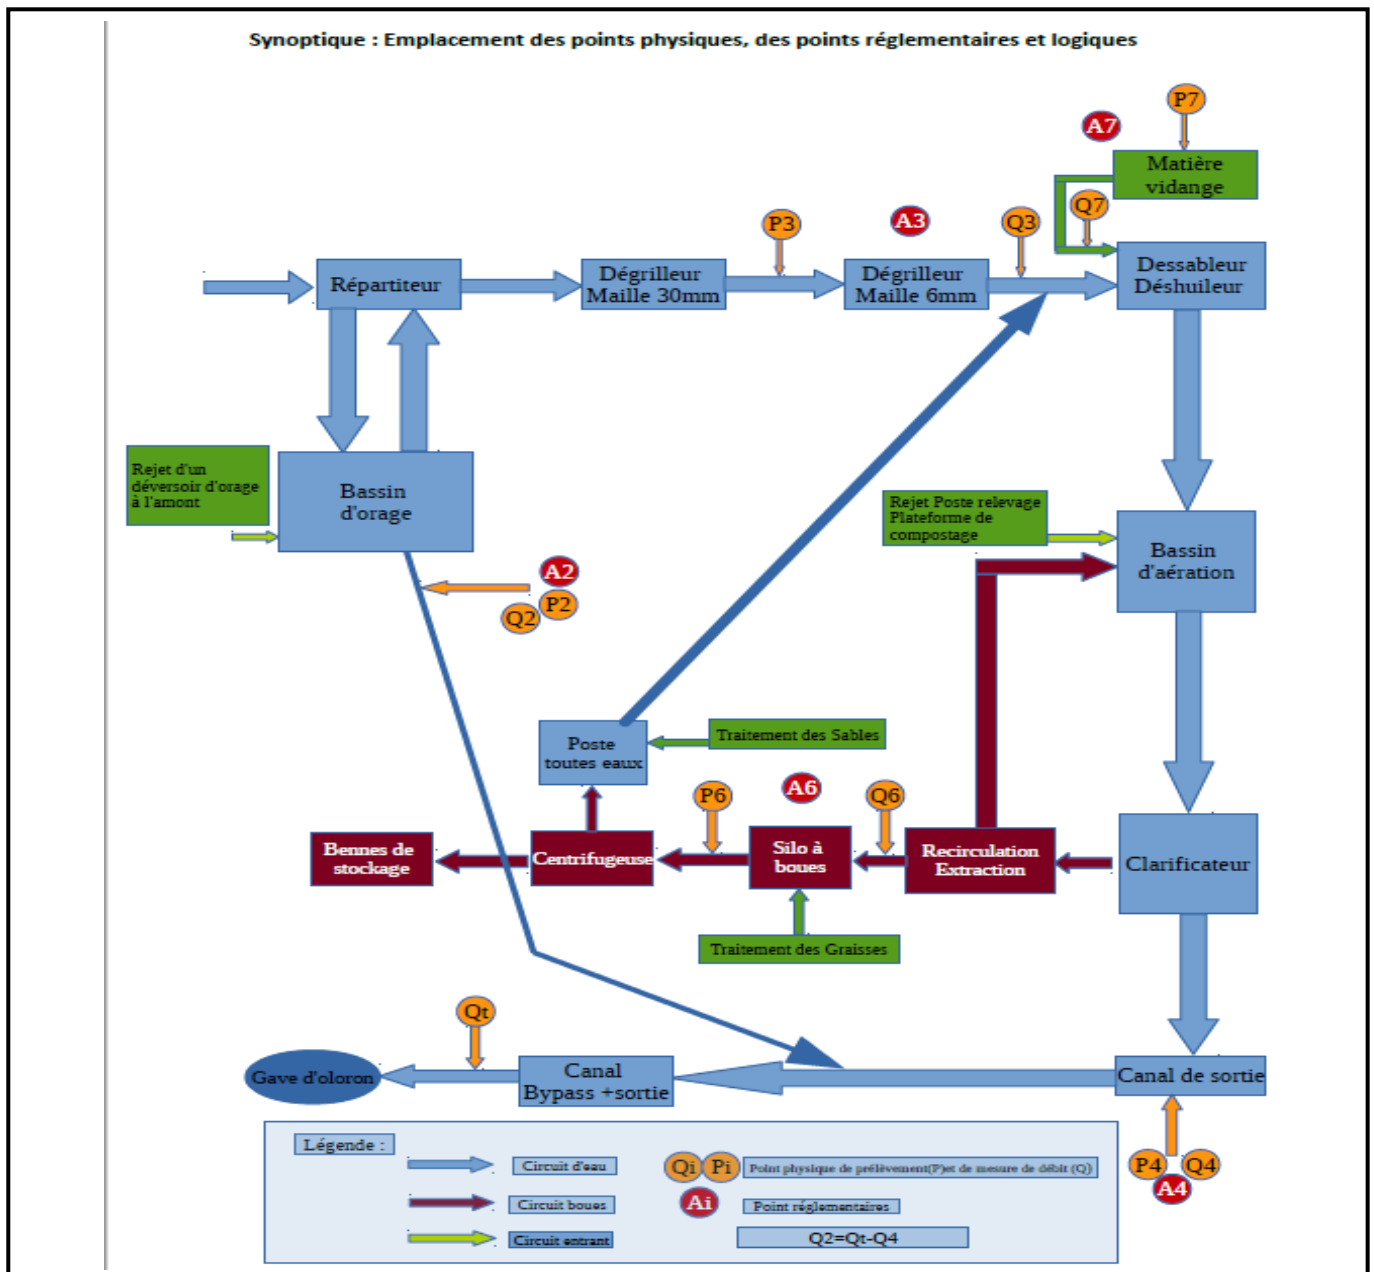 Synoptique : Emplacement des points physiques, des points réglementaires et logiques
P7
A7
Matière
vidange
P3
A3
Q3
Q7
Répartiteur
Dégrilleur
Maille 30mm
Dégrilleur
Maille 6mm
Dessableur
Déshuileur
Rejet d'un
déversoir d'orage
à l'amont
Bassin
d'orage
Rejet Poste relevage
Plateforme de
compostage
Bassin
d'aération
A2
P2
Q2
Poste
toutes eaux
Traitement des Sables
P6
A6
Q6
Bennes de
stockage
Centrifugeuse
Silo à
boues
Recirculation
Extraction
Clarificateur
Traitement des Graisses
Qt
Gave d'oloron
Canal
Bypass +sortie
Canal de sortie
P4
Q4
A4
Légende :
Circuit d'eau
Qi
Pi
Point physique de prélèvement(P)et de mesure de débit (Q)
Circuit boues
Ai
Point réglementaires
Circuit entrant
Q2=Qt-Q4